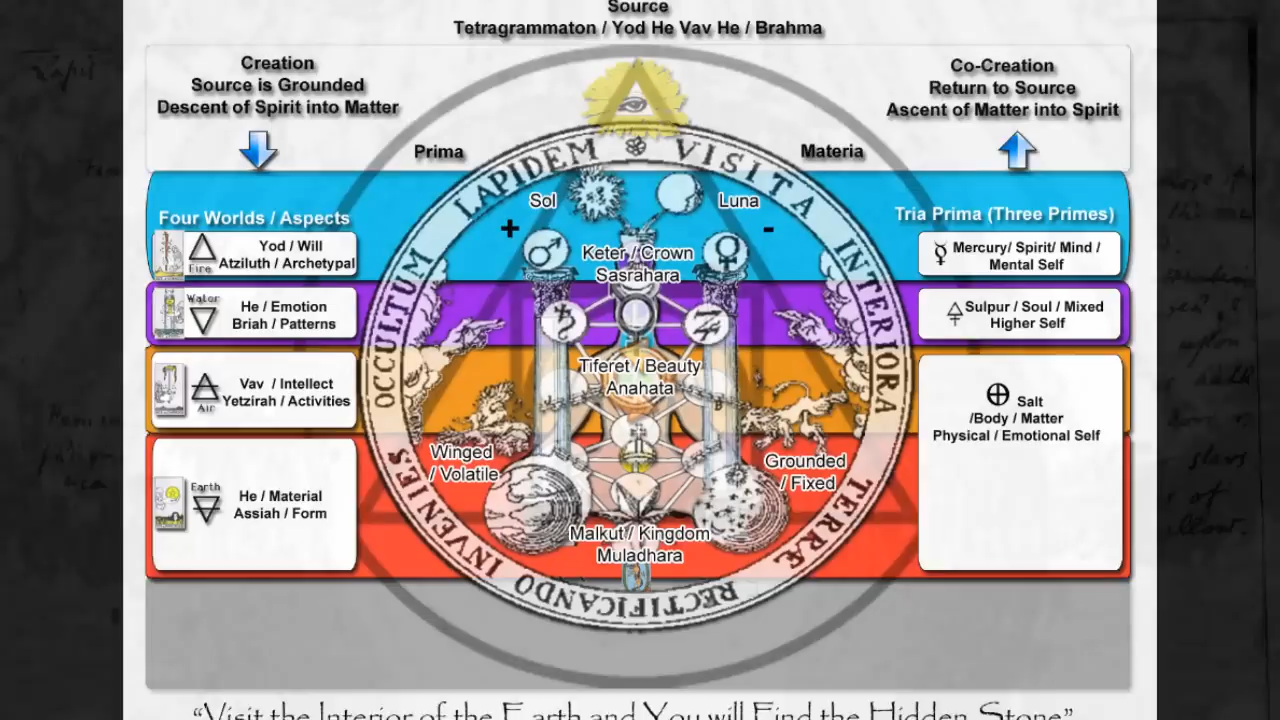 Source
Tetragrammaton / Yod He Vav He / Brahma
Creation
Source is Grounded
Descent of Spirit into Matter
Co-Creation
Return to Source
Ascent of Matter into Spirit
Prima
Materia
VISITA INTERIORA TERRÆ RECTIFICANDO INVENIES OCCULTUM LAPIDEM
Sol
Luna
+
-
Four Worlds / Aspects
Tria Prima (Three Primes)
Yod / Will
Atziluth / Archetypal
Fire
Keter / Crown
Sasrahara
Mercury/ Spirit/ Mind /
Mental Self
Water
He / Emotion
Briah / Patterns
Sulpur / Soul / Mixed
Higher Self
Vav / Intellect
Yetzirah / Activities
Air
Tiferet / Beauty
Anahata
Salt
/Body / Matter
Physical / Emotional Self
Winged
/ Volatile
Grounded
/ Fixed
Earth
He / Material
Assiah / Form
Malkut / Kingdom
Muladhara
"Visit the Interior of the Earth and You will Find the Hidden Stone"